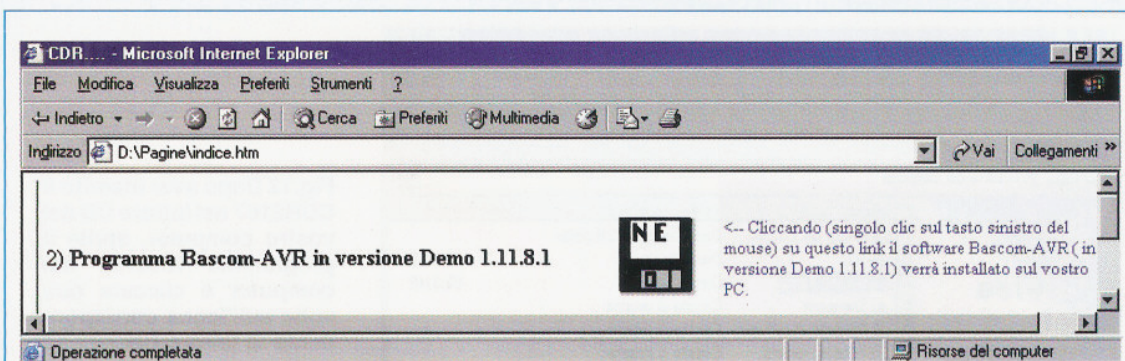 CDR.... - Microsoft Internet Explorer
File Modifica Visualizza Preferiti Strumenti ?
Indietro Cerca Preferiti Multimedia
Ingirizzo D:\Pagine\indice.htm Vai Collegamenti »
2) Programma Bascom-AVR in versione Demo 1.11.8.1
NE
<-- Cliccando (singolo clic sul tasto sinistro del
mouse) su questo link il software Bascom-AVR ( in
versione Demo 1.11.8.1) verrà installato sul vostro
PC.
Operazione completata Risorse del computer